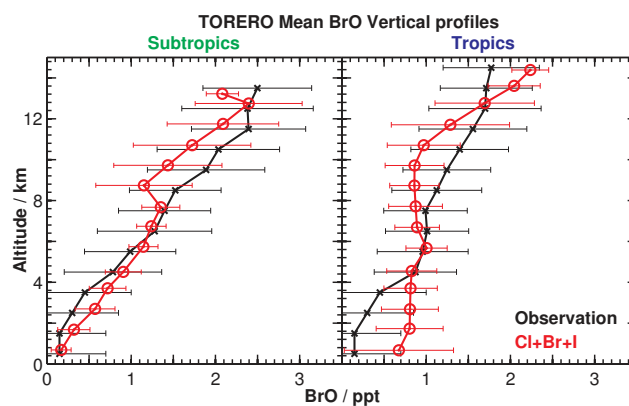 TORERO Mean BrO Vertical profiles
Subtropics Tropics
Altitude / km
12
8
4
0
Observation
Cl+Br+I
0 1 2 3 0 1 2 3
BrO / ppt